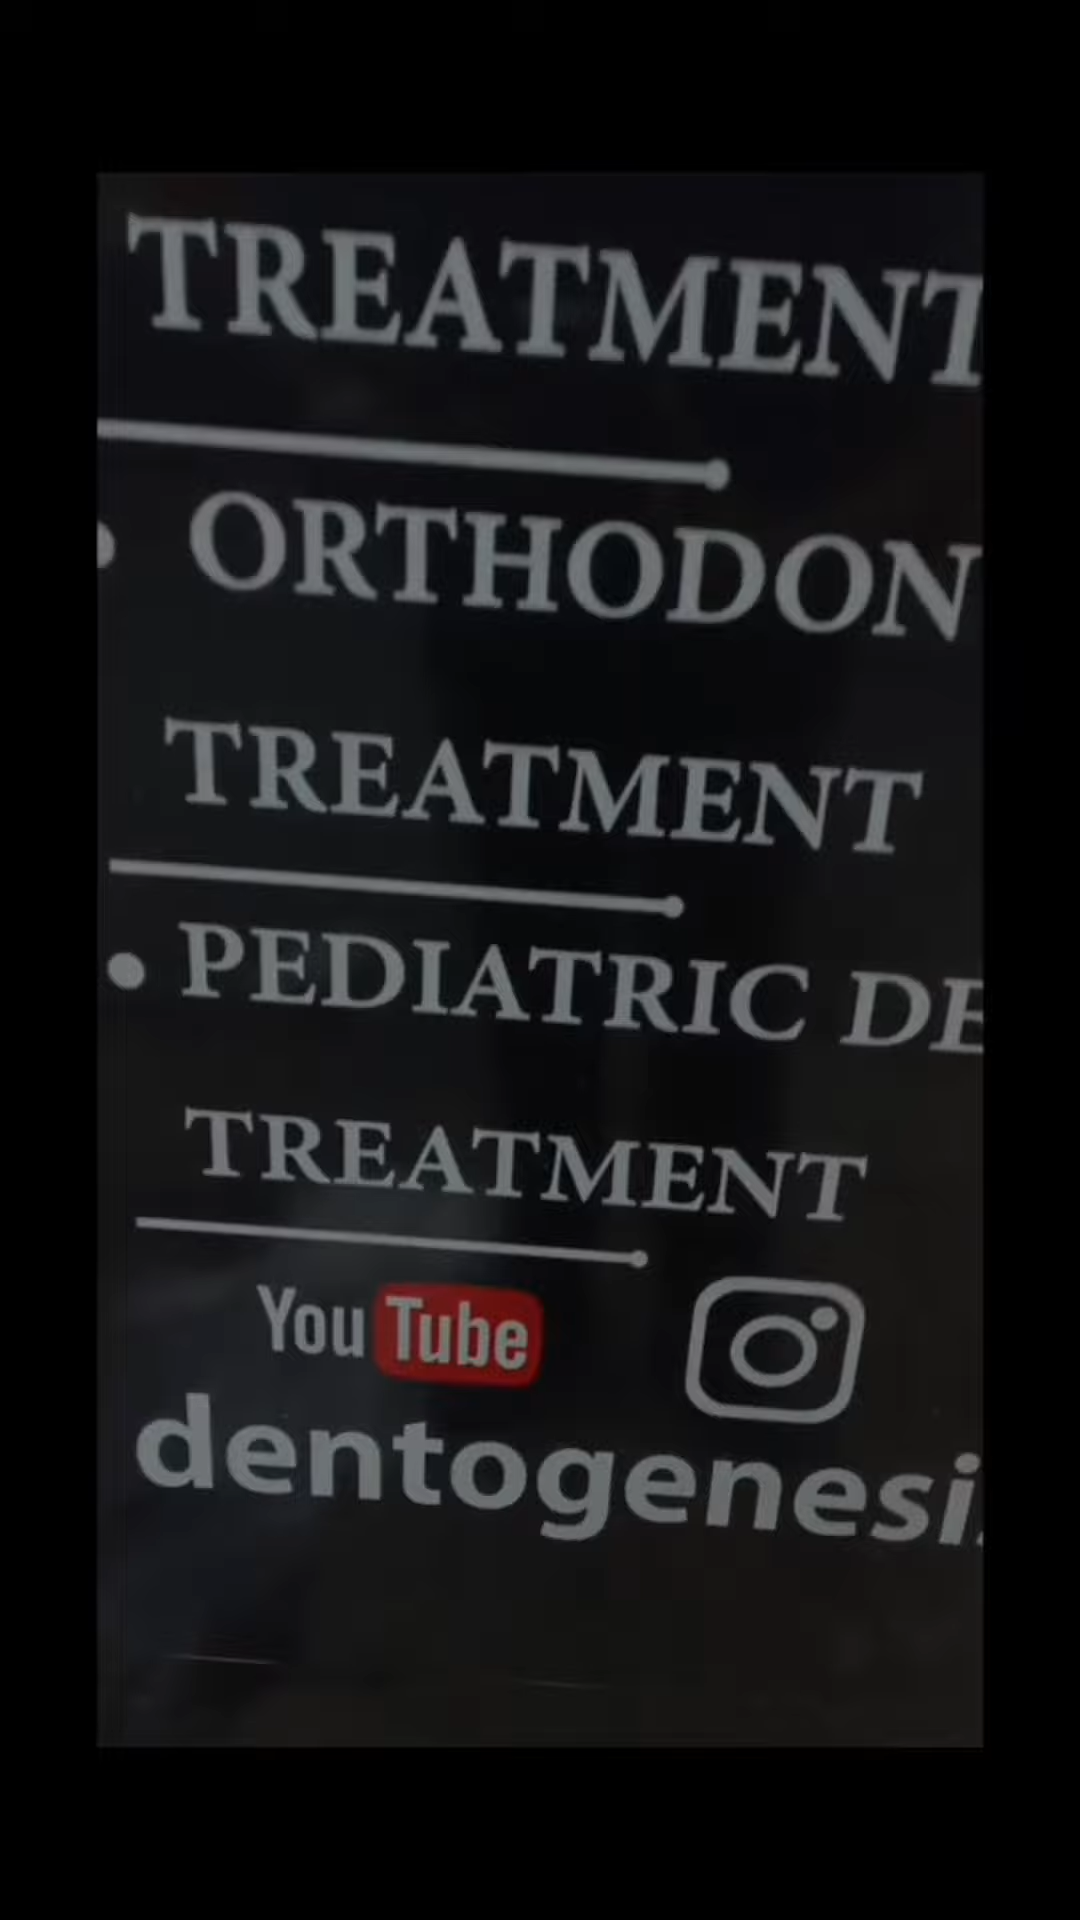 TREATMENT
• ORTHODON
TREATMENT
• PEDIATRIC DE
TREATMENT
YouTube
dentogenesi